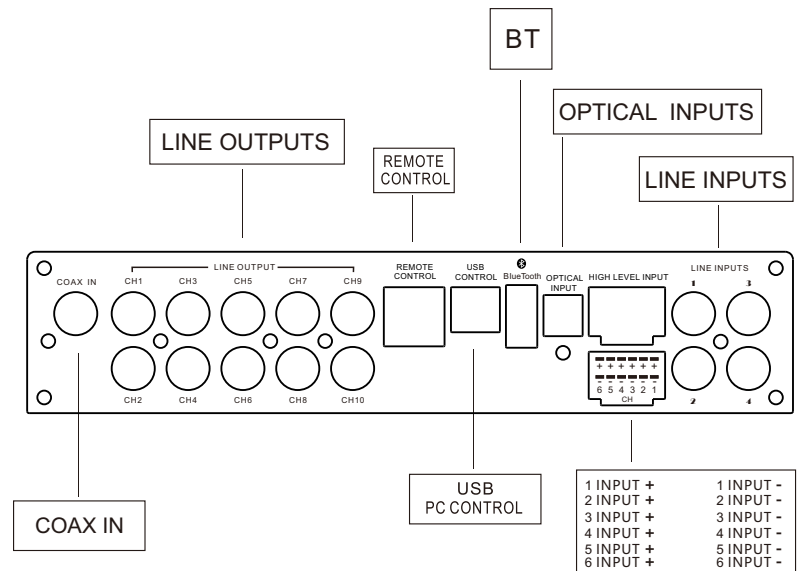 BT
OPTICAL INPUTS
LINE OUTPUTS
REMOTE
CONTROL
LINE INPUTS
COAX IN
LINE OUTPUT
CH1 CH3 CH5 CH7 CH9
REMOTE
CONTROL
USB
CONTROL
BlueTooth
OPTICAL
INPUT
HIGH LEVEL INPUT
LINE INPUTS
1 3
+ + + + + +
- - - - - -
6 5 4 3 2 1
CH
CH2 CH4 CH6 CH8 CH10
2 4
COAX IN
USB
PC CONTROL
1 INPUT + 1 INPUT -
2 INPUT + 2 INPUT -
3 INPUT + 3 INPUT -
4 INPUT + 4 INPUT -
5 INPUT + 5 INPUT -
6 INPUT + 6 INPUT -